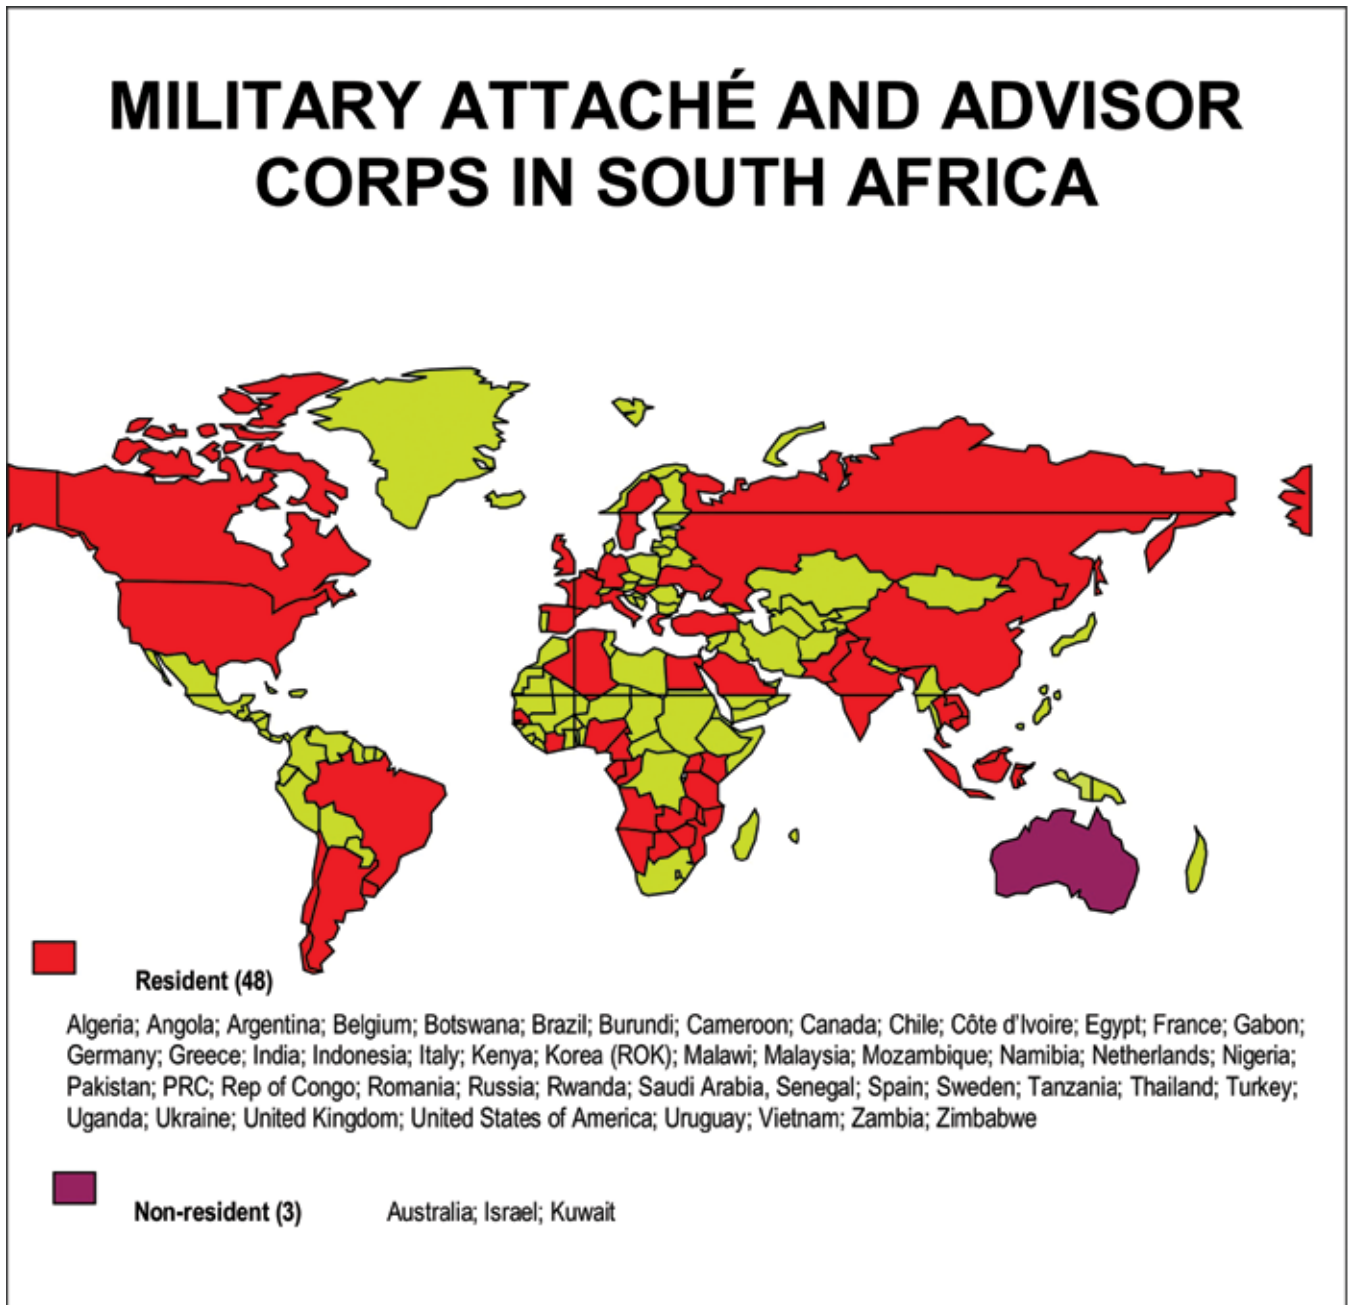 MILITARY ATTACHÉ AND ADVISOR
CORPS IN SOUTH AFRICA
Resident (48)
Algeria; Angola; Argentina; Belgium; Botswana; Brazil; Burundi; Cameroon; Canada; Chile; Côte d'Ivoire; Egypt; France; Gabon;
Germany; Greece; India; Indonesia; Italy; Kenya; Korea (ROK); Malawi; Malaysia; Mozambique; Namibia; Netherlands; Nigeria;
Pakistan; PRC; Rep of Congo; Romania; Russia; Rwanda; Saudi Arabia, Senegal; Spain; Sweden; Tanzania; Thailand; Turkey;
Uganda; Ukraine; United Kingdom; United States of America; Uruguay; Vietnam; Zambia; Zimbabwe
Non-resident (3) Australia; Israel; Kuwait